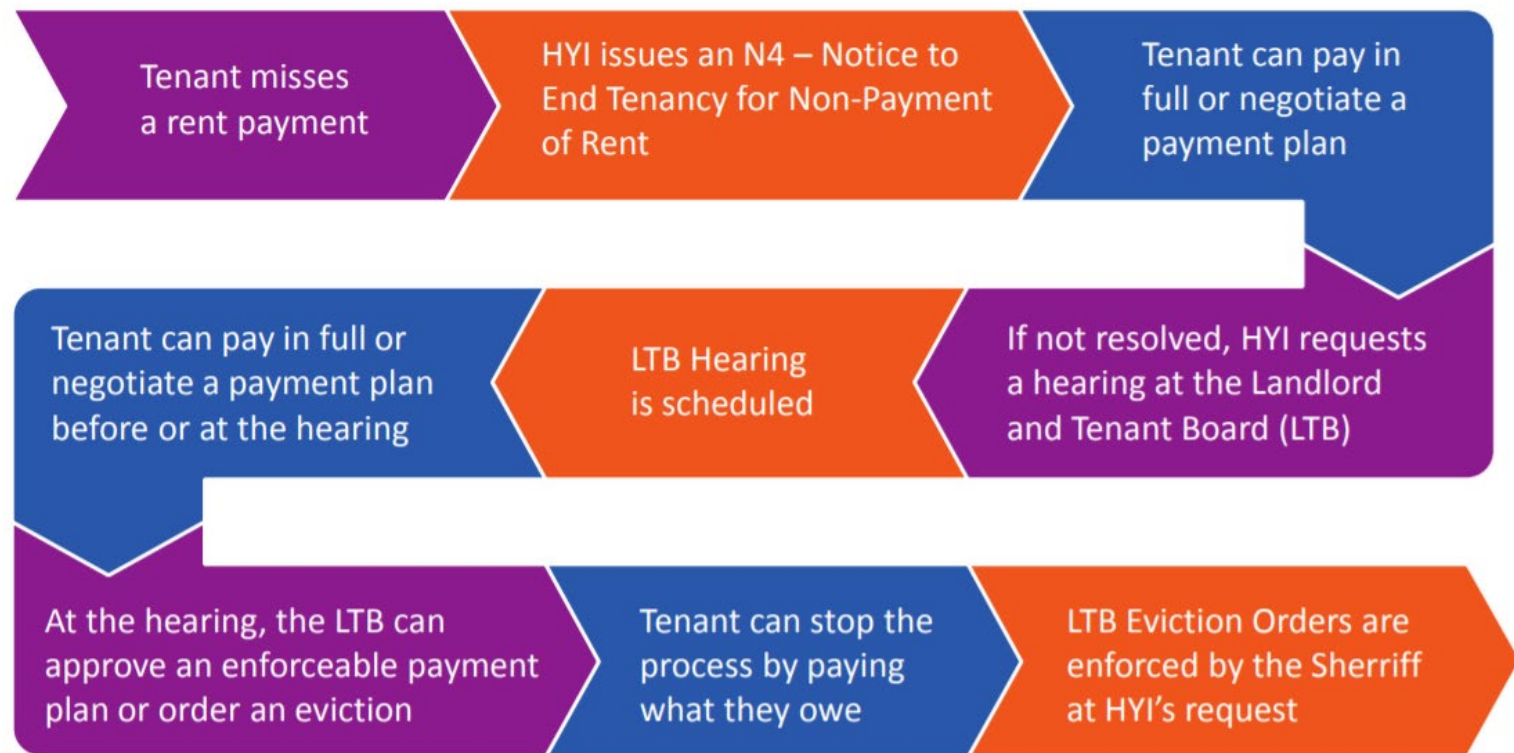 Tenant misses
a rent payment
HYI issues an N4 – Notice to
End Tenancy for Non-Payment
of Rent
Tenant can pay in
full or negotiate a
payment plan
If not resolved, HYI requests
a hearing at the Landlord
and Tenant Board (LTB)
LTB Hearing
is scheduled
Tenant can pay in full or
negotiate a payment plan
before or at the hearing
At the hearing, the LTB can
approve an enforceable payment
plan or order an eviction
Tenant can stop the
process by paying
what they owe
LTB Eviction Orders are
enforced by the Sherriff
at HYI’s request